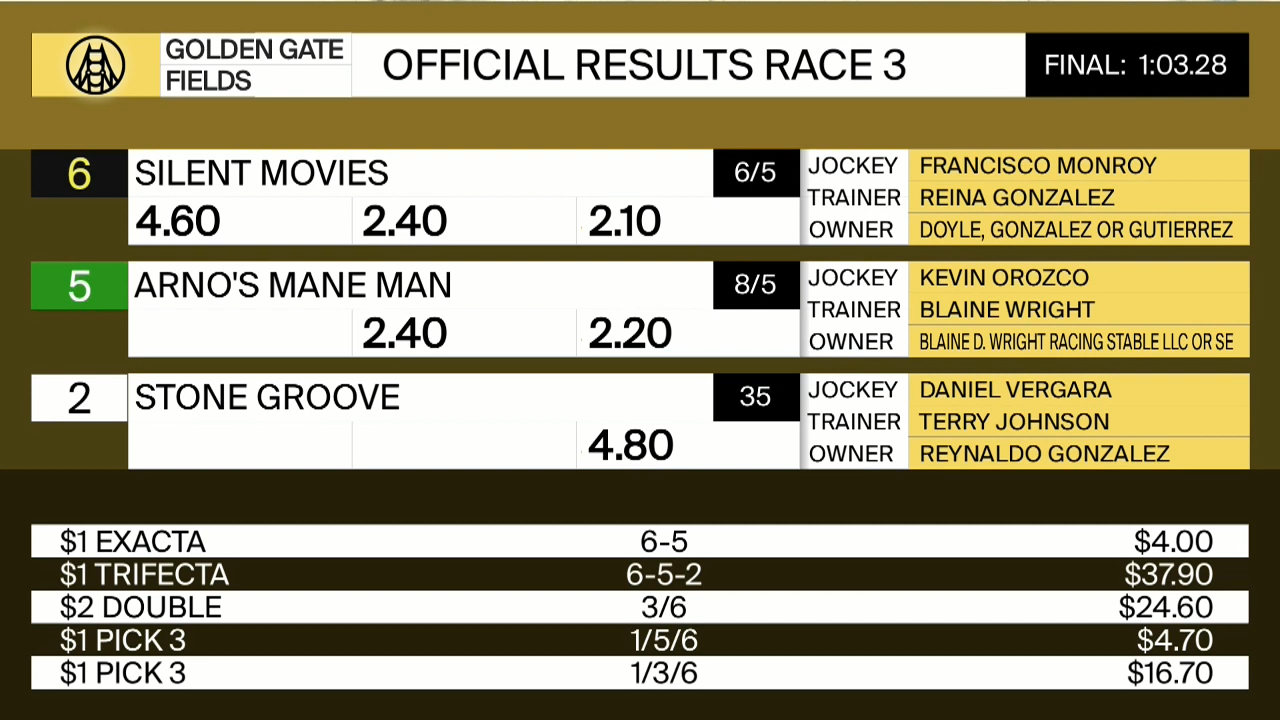 GOLDEN GATE
FIELDS
OFFICIAL RESULTS RACE 3
FINAL: 1:03.28
6 SILENT MOVIES 6/5
4.60 2.40 2.10
JOCKEY FRANCISCO MONROY
TRAINER REINA GONZALEZ
OWNER DOYLE, GONZALEZ OR GUTIERREZ
5 ARNO'S MANE MAN 8/5
2.40 2.20
JOCKEY KEVIN OROZCO
TRAINER BLAINE WRIGHT
OWNER BLAINE D. WRIGHT RACING STABLE LLC OR SE
2 STONE GROOVE 35
4.80
JOCKEY DANIEL VERGARA
TRAINER TERRY JOHNSON
OWNER REYNALDO GONZALEZ
$1 EXACTA 6-5 $4.00
$1 TRIFECTA 6-5-2 $37.90
$2 DOUBLE 3/6 $24.60
$1 PICK 3 1/5/6 $4.70
$1 PICK 3 1/3/6 $16.70